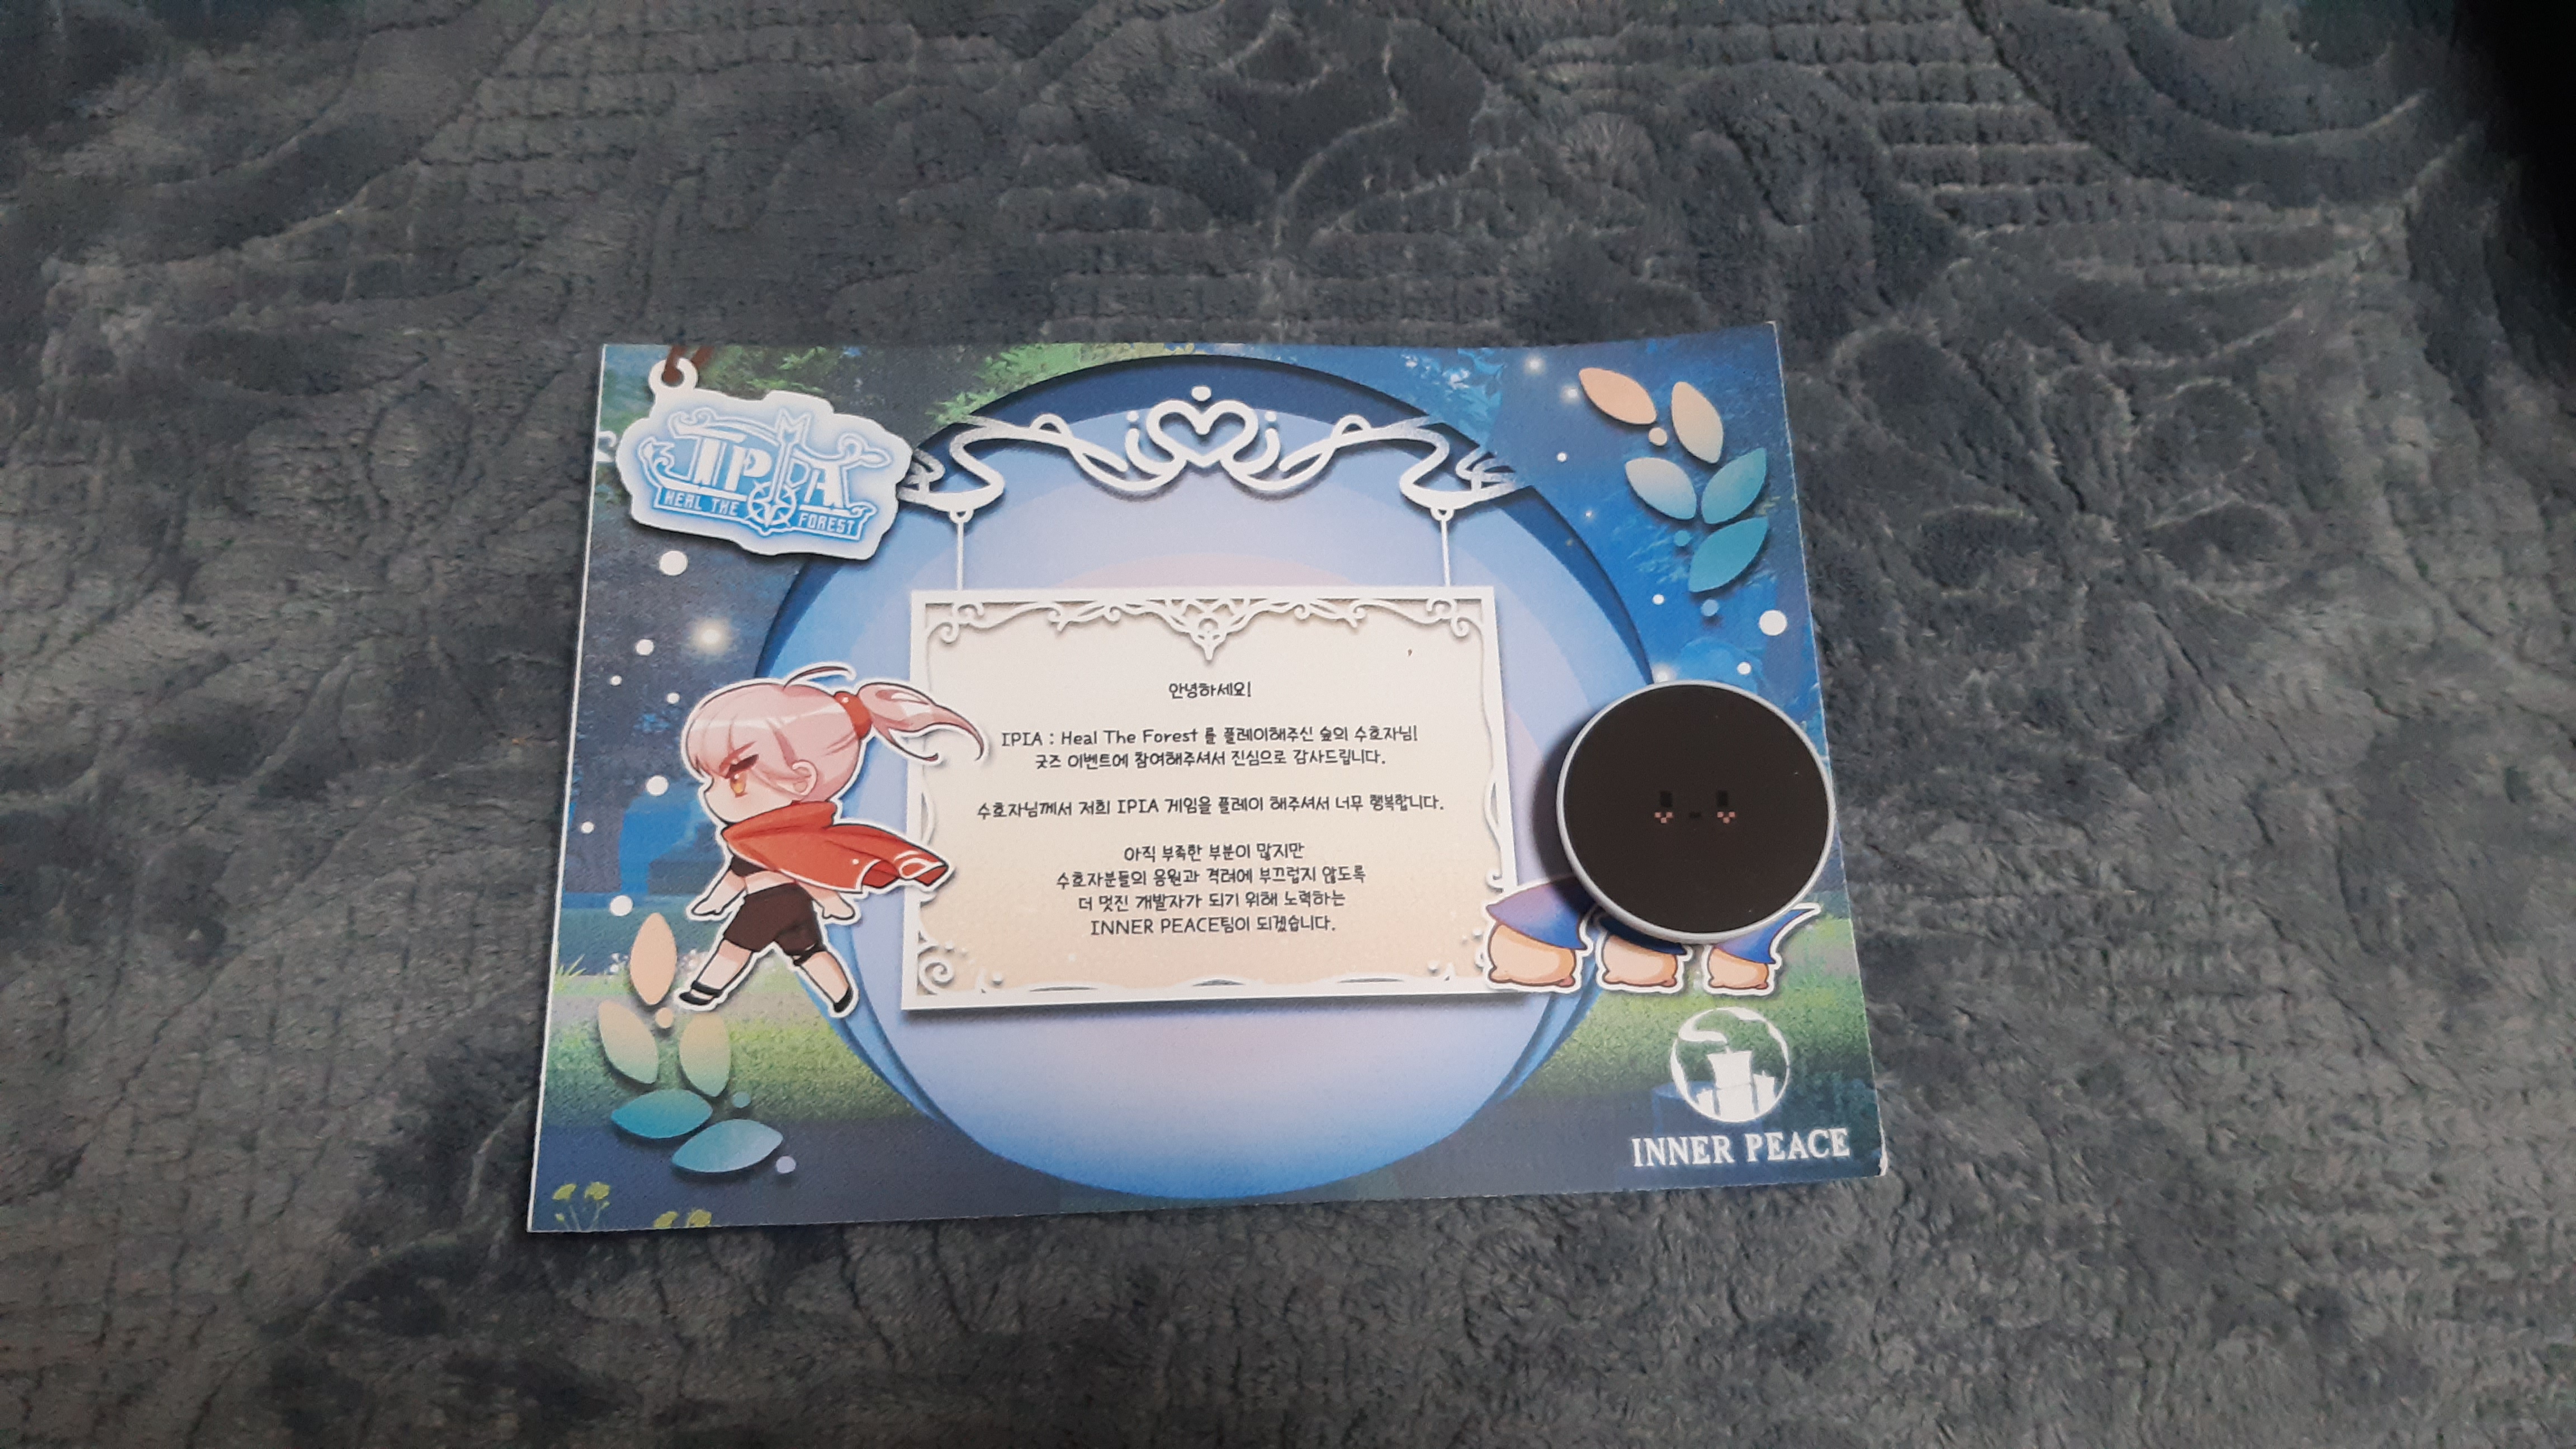 IPIA
HEAL THE FOREST
안녕하세요!
IPIA : Heal The Forest 를 플레이해주신 숲의 수호자님!
굿즈 이벤트에 참여해주셔서 진심으로 감사드립니다.
수호자님께서 저희 IPIA 게임을 플레이 해주셔서 너무 행복합니다.
아직 부족한 부분이 많지만
수호자분들의 응원과 격려에 부끄럽지 않도록
더 멋진 개발자가 되기 위해 노력하는
INNER PEACE팀이 되겠습니다.
INNER PEACE